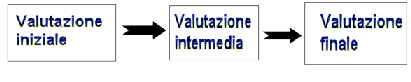 Valutazione
iniziale
Valutazione
intermedia
Valutazione
finale